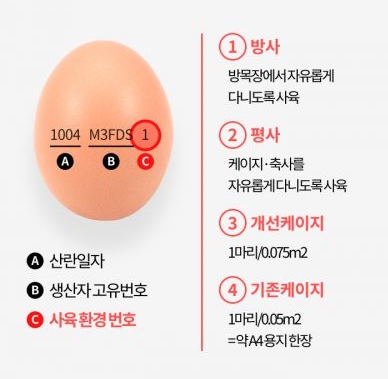 1004 M3FDS 1
A B C
A 산란일자
B 생산자 고유번호
C 사육환경 번호
1 방사
방목장에서 자유롭게
다니도록 사육
2 평사
케이지·축사를
자유롭게 다니도록 사육
3 개선케이지
1마리/0.075m2
4 기존케이지
1마리/0.05m2
=약 A4용지 한장